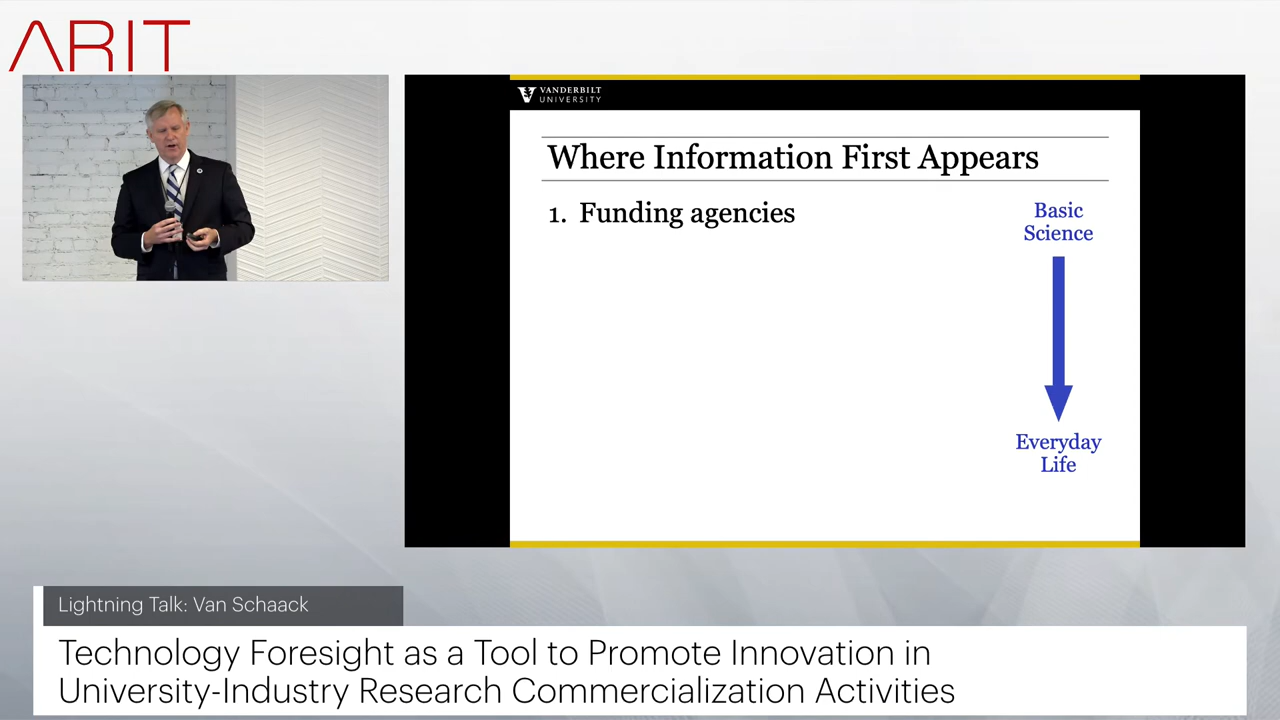 ARIT
VANDERBILT
UNIVERSITY
Where Information First Appears
1. Funding agencies
Basic
Science
Everyday
Life
Lightning Talk: Van Schaack
Technology Foresight as a Tool to Promote Innovation in
University-Industry Research Commercialization Activities